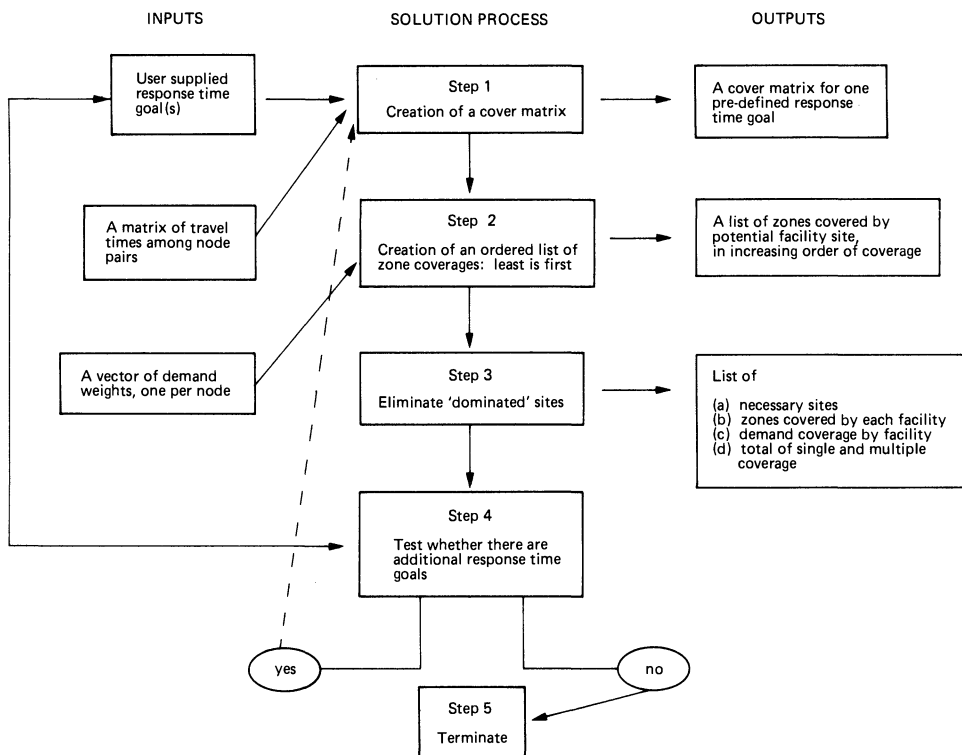 INPUTS
SOLUTION PROCESS
OUTPUTS
User supplied
response time
goal(s)
Step 1
Creation of a cover matrix
A cover matrix for one
pre-defined response
time goal
A matrix of travel
times among node
pairs
Step 2
Creation of an ordered list of
zone coverages: least is first
A list of zones covered by
potential facility site,
in increasing order of coverage
A vector of demand
weights, one per node
Step 3
Eliminate 'dominated' sites
List of
(a) necessary sites
(b) zones covered by each facility
(c) demand coverage by facility
(d) total of single and multiple
coverage
Step 4
Test whether there are
additional response time
goals
yes
no
Step 5
Terminate